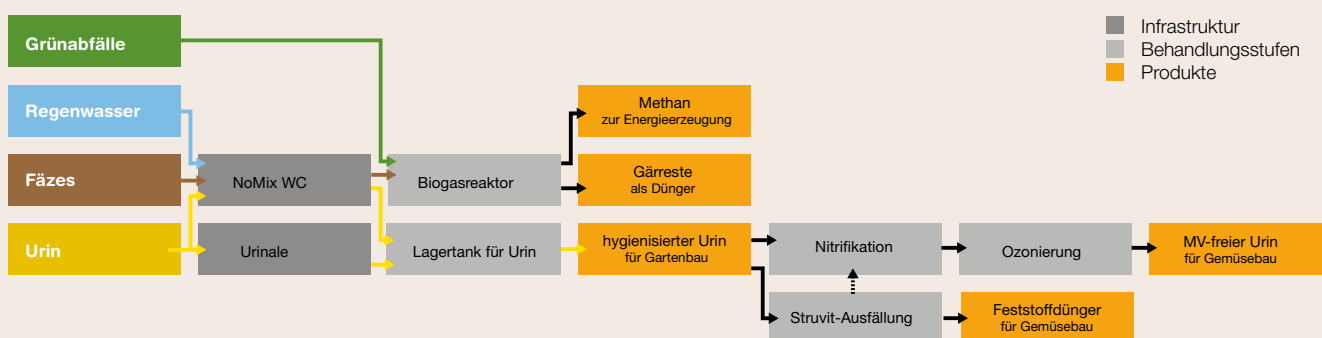 Grünabfälle
Infrastruktur
Behandlungsstufen
Produkte
Regenwasser
Methan
zur Energieerzeugung
Fäzes
NoMix WC
Biogasreaktor
Gärreste
als Dünger
Urin
Urinale
Lagertank für Urin
hygienisierter Urin
für Gartenbau
Nitrifikation
Ozonierung
MV-freier Urin
für Gemüsebau
Struvit-Ausfällung
Feststoffdünger
für Gemüsebau